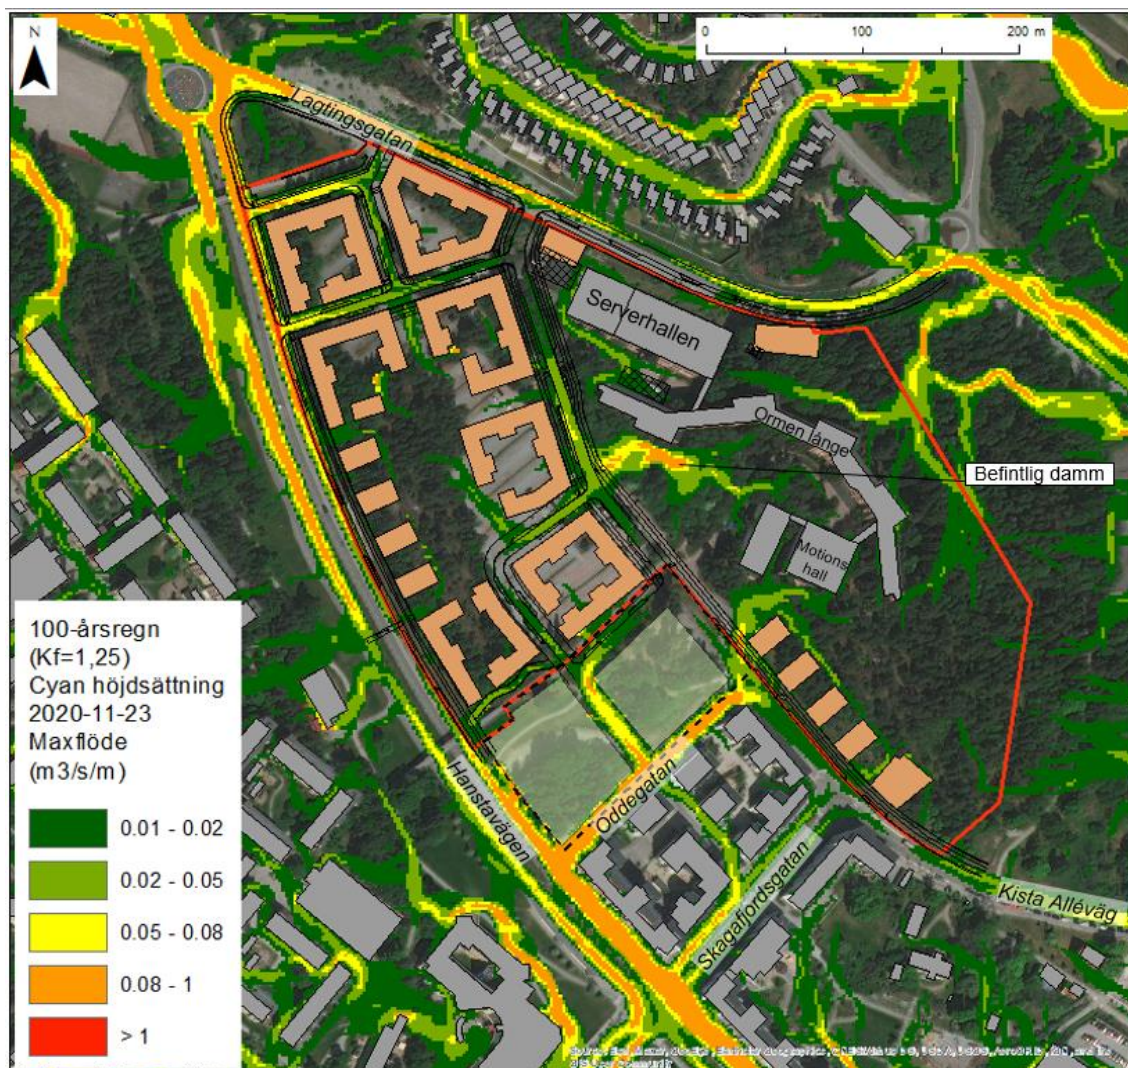 N
0 100 200 m
Lagtingsgatan
Serverhallen
Ormen långe
Befintlig damm
Motions
hall
100-årsregn
(Kf=1,25)
Cyan höjdsättning
2020-11-23
Maxflöde
(m3/s/m)
0.01 - 0.02
0.02 - 0.05
0.05 - 0.08
0.08 - 1
> 1
Hanstavägen
Oddegatan
Skagafjordsgatan
Kista Alléväg